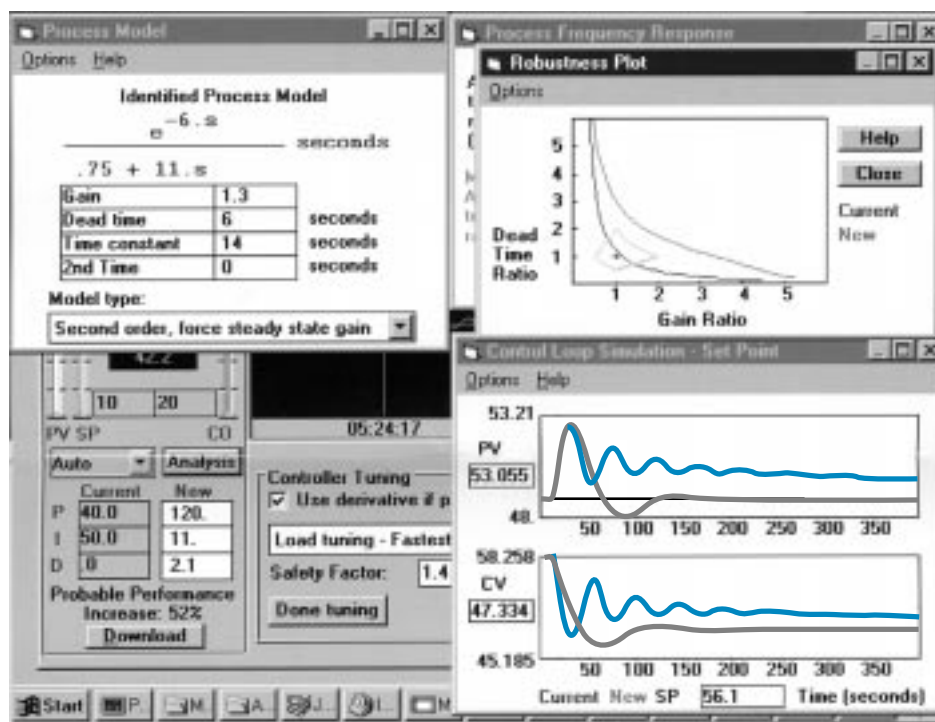 Process Model
Options Help
Identified Process Model
e^-6.s
seconds
.75 + 11.s
Gain 1.3
Dead time 6 seconds
Time constant 14 seconds
2nd Time 0 seconds
Model type:
Second order, force steady state gain
Process Frequency Response
Robustness Plot
Options
5
4
3
2
1
Dead
Time
Ratio
1 2 3 4 5
Gain Ratio
Help
Close
Current
New
42.2
10 20
PV SP CO
05:24:17
Auto Analysis
Current New
P 40.0 120.
I 50.0 11.
D .0 2.1
Probable Performance
Increase: 52%
Download
Controller Tuning
Use derivative if p
Load tuning - Fastest
Safety Factor: 1.4
Done tuning
Control Loop Simulation - Set Point
Options Help
53.21
PV
53.055
48.
50 100 150 200 250 300 350
58.258
CV
47.334
45.185
50 100 150 200 250 300 350
Current New SP 56.1 Time (seconds)
Start P.. M. A. J... I... M